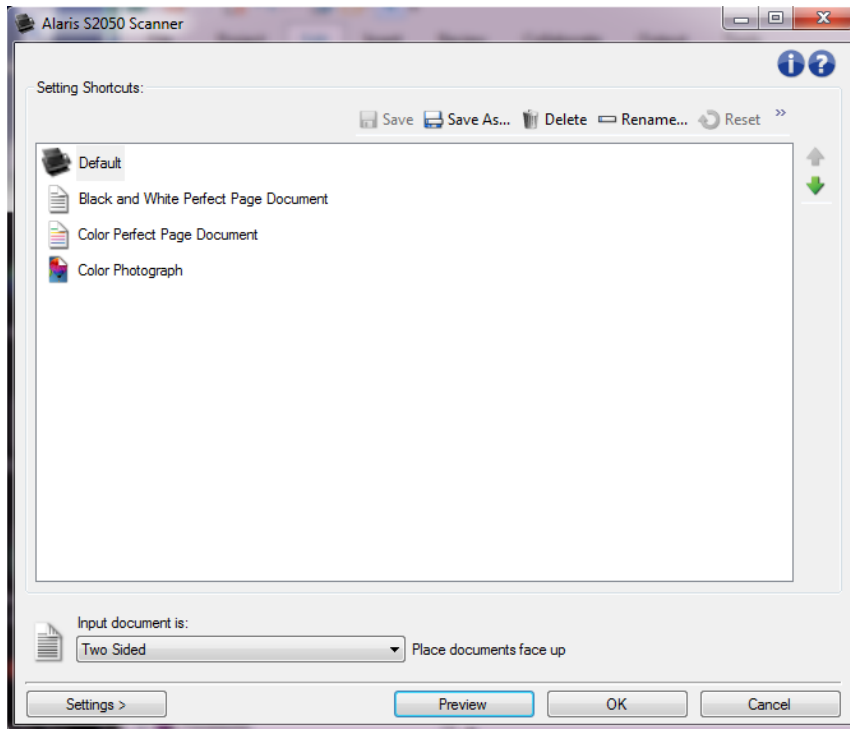 Alaris S2050 Scanner
Setting Shortcuts:
Save Save As... Delete Rename... Reset »
Default
Black and White Perfect Page Document
Color Perfect Page Document
Color Photograph
Input document is:
Two Sided Place documents face up
Settings > Preview OK Cancel